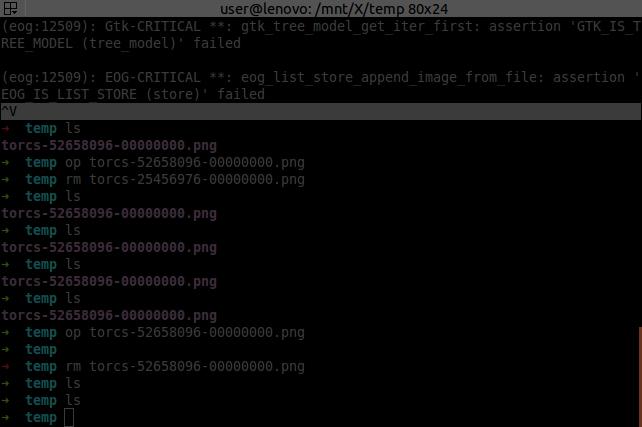 user@lenovo: /mnt/X/temp 80x24
(eog:12509): Gtk-CRITICAL **: gtk_tree_model_get_iter_first: assertion 'GTK_IS_T
REE_MODEL (tree_model)' failed
(eog:12509): EOG-CRITICAL **: eog_list_store_append_image_from_file: assertion '
EOG_IS_LIST_STORE (store)' failed
^V
➜ temp ls
torcs-52658096-00000000.png
➜ temp op torcs-52658096-00000000.png
➜ temp rm torcs-25456976-00000000.png
➜ temp ls
torcs-52658096-00000000.png
➜ temp ls
torcs-52658096-00000000.png
➜ temp ls
torcs-52658096-00000000.png
➜ temp ls
torcs-52658096-00000000.png
➜ temp op torcs-52658096-00000000.png
➜ temp
➜ temp rm torcs-52658096-00000000.png
➜ temp ls
➜ temp ls
➜ temp